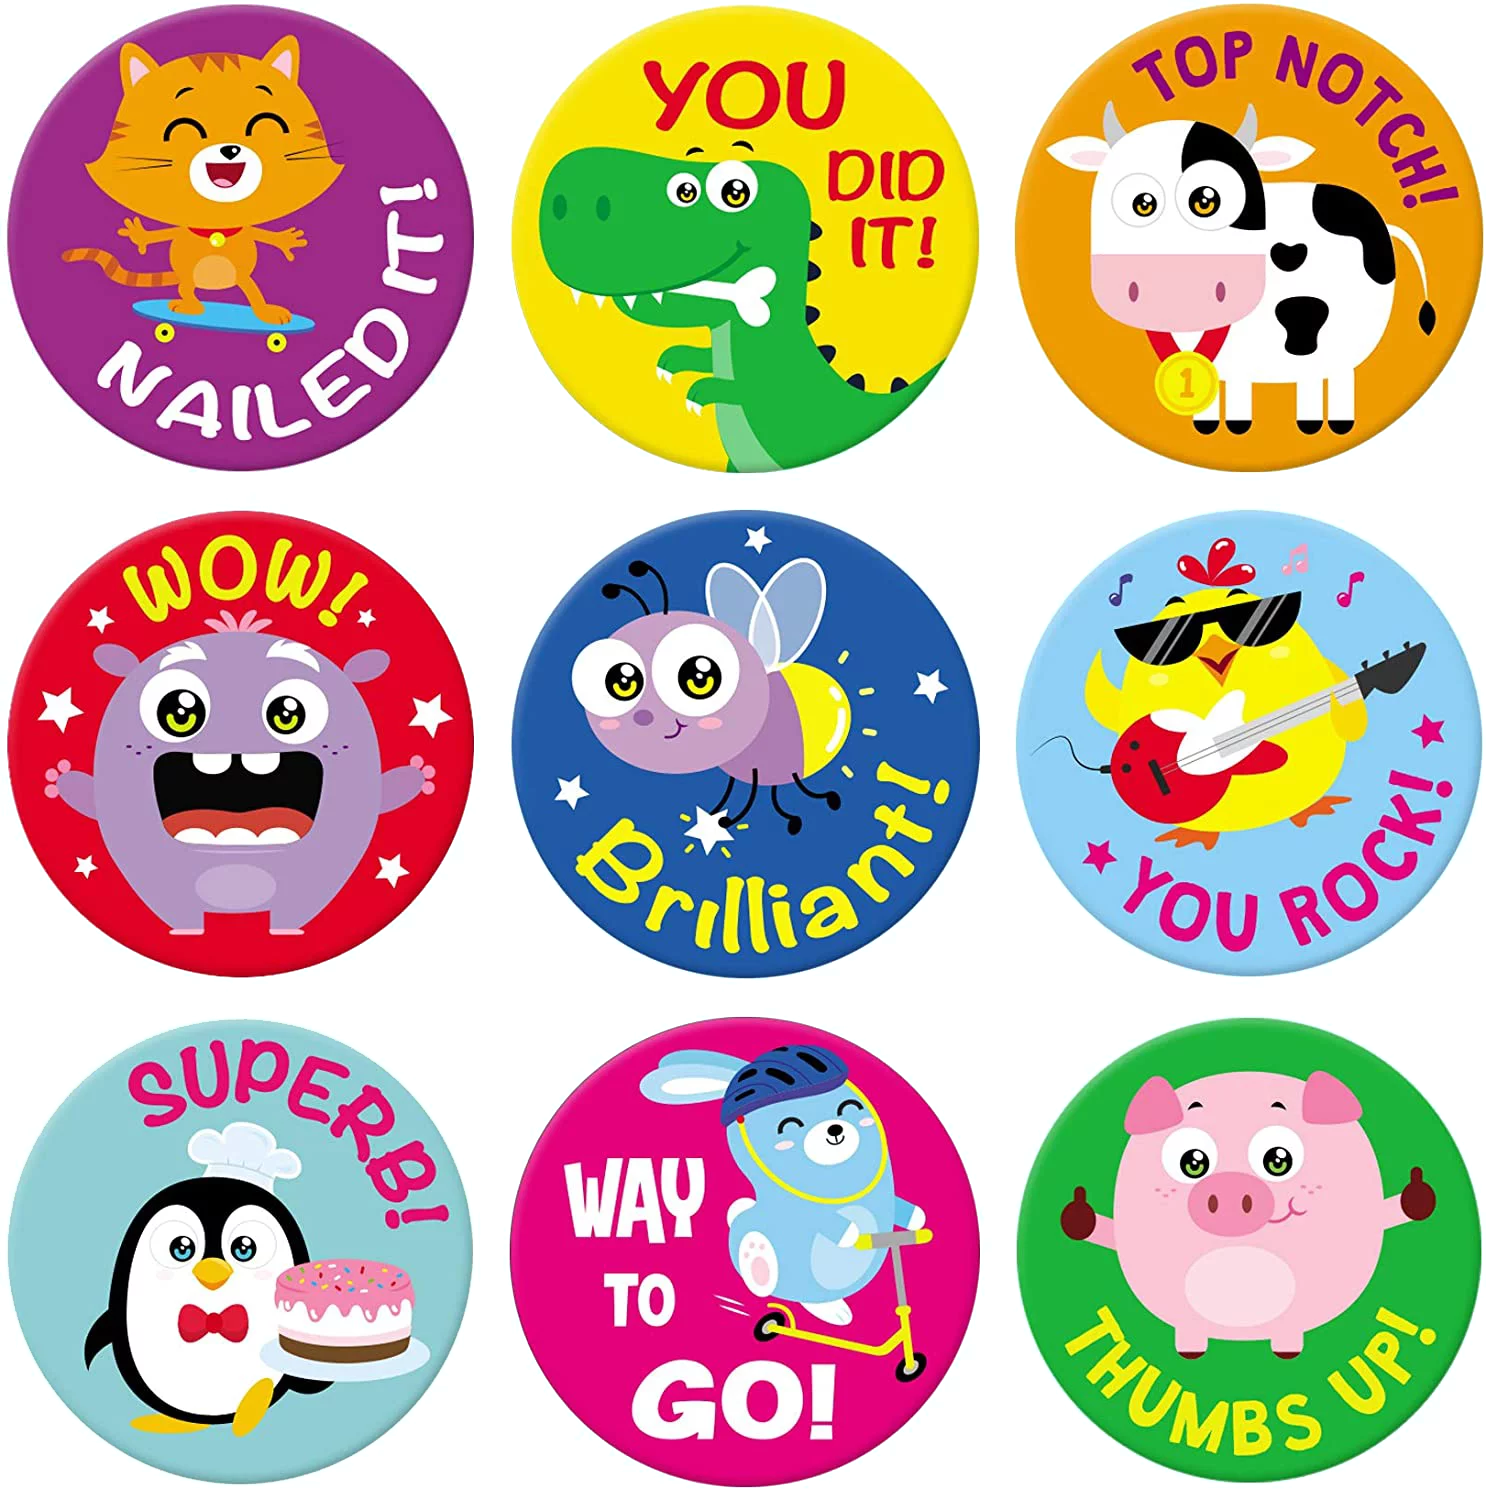 NAILED IT!
YOU
DID
IT!
TOP NOTCH!
1
WOW!
Brilliant!
YOU ROCK!
SUPERB!
WAY
TO
GO!
THUMBS UP!